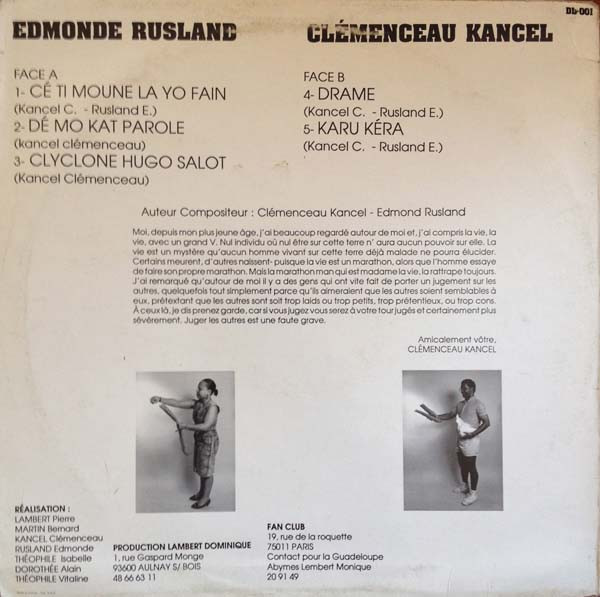 DL-001
EDMONDE RUSLAND
CLÉMENCEAU KANCEL
FACE A
1- CÉ TI MOUNE LA YO FAIN
(Kancel C. - Rusland E.)
2- DÉ MO KAT PAROLE
(kancel clémenceau)
3- CLYCLONE HUGO SALOT
(Kancel Clémenceau)
FACE B
4- DRAME
(Kancel C. - Rusland E.)
5- KARU KÉRA
(Kancel C. - Rusland E.)
Auteur Compositeur : Clémenceau Kancel - Edmond Rusland
Moi, depuis mon plus jeune âge, j'ai beaucoup regardé autour de moi et, j'ai compris la vie, la
vie, avec un grand V. Nul individu où nul être sur cette terre n' aura aucun pouvoir sur elle. La
vie est un mystère qu'aucun homme vivant sur cette terre déjà malade ne pourra élucider.
Certains meurent, d'autres naissent- puisque la vie est un marathon, alors que l'homme essaye
de faire son propre marathon. Mais la marathon man qui est madame la vie, la rattrape toujours.
J'ai remarqué qu'autour de moi il y a des gens qui ont vite fait de porter un jugement sur les
autres, quelquefois tout simplement parce qu'ils aimeraient que les autres soient semblables à
eux, prétextant que les autres sont soit trop laids ou trop petits, trop prétentieux, ou trop cons.
À ceux là, je dis prenez garde, car si vous jugez vous serez à votre tour jugés et certainement plus
sévèrement. Juger les autres est une faute grave.
Amicalement vôtre,
CLÉMENCEAU KANCEL
RÉALISATION :
LAMBERT Pierre
MARTIN Bernard
KANCEL Clémenceau
RUSLAND Edmonde
THÉOPHILE Isabelle
DOROTHÉE Alain
THÉOPHILE Vitaline
PRODUCTION LAMBERT DOMINIQUE
1, rue Gaspard Monge
93600 AULNAY S/ BOIS
48 66 63 11
FAN CLUB
19, rue de la roquette
75011 PARIS
Contact pour la Guadeloupe
Abymes Lembert Monique
20 91 49